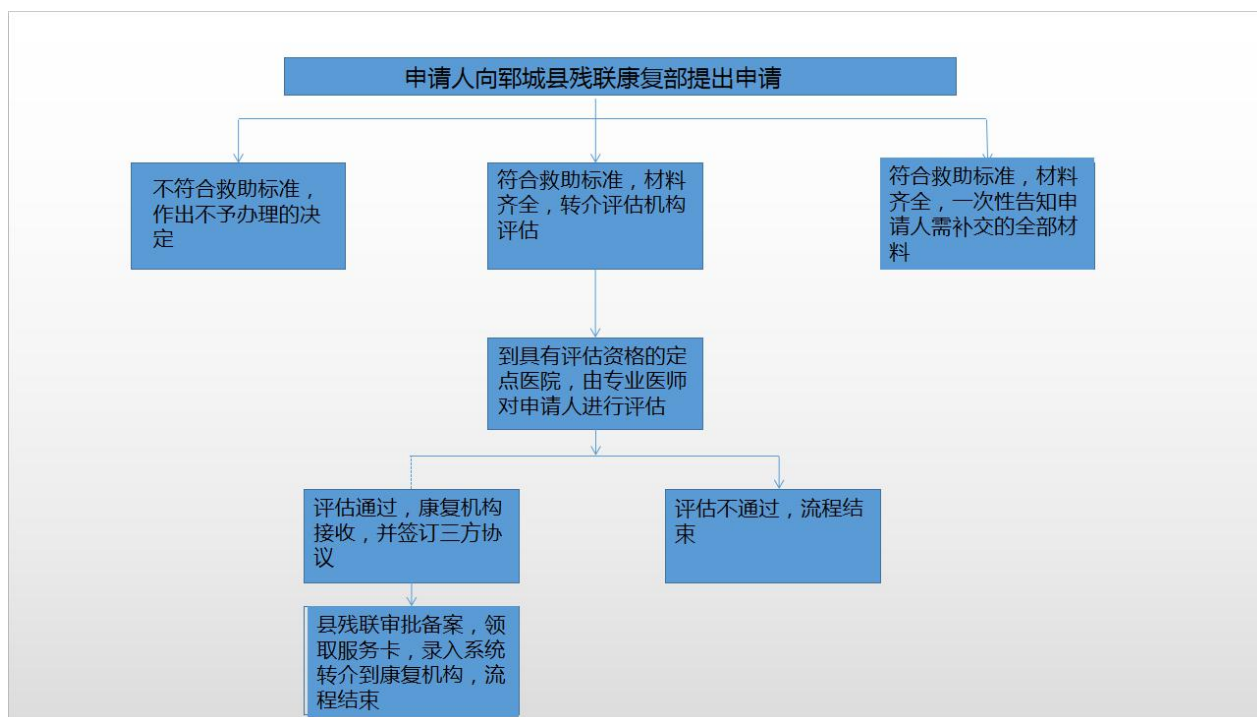 申请人向郓城县残联康复部提出申请
不符合救助标准，
作出不予办理的决
定
符合救助标准，材料
齐全，转介评估机构
评估
符合救助标准，材料
齐全，一次性告知申
请人需补交的全部材
料
到具有评估资格的定
点医院，由专业医师
对申请人进行评估
评估通过，康复机构
接收，并签订三方协
议
评估不通过，流程结
束
县残联审批备案，领
取服务卡，录入系统
转介到康复机构，流
程结束